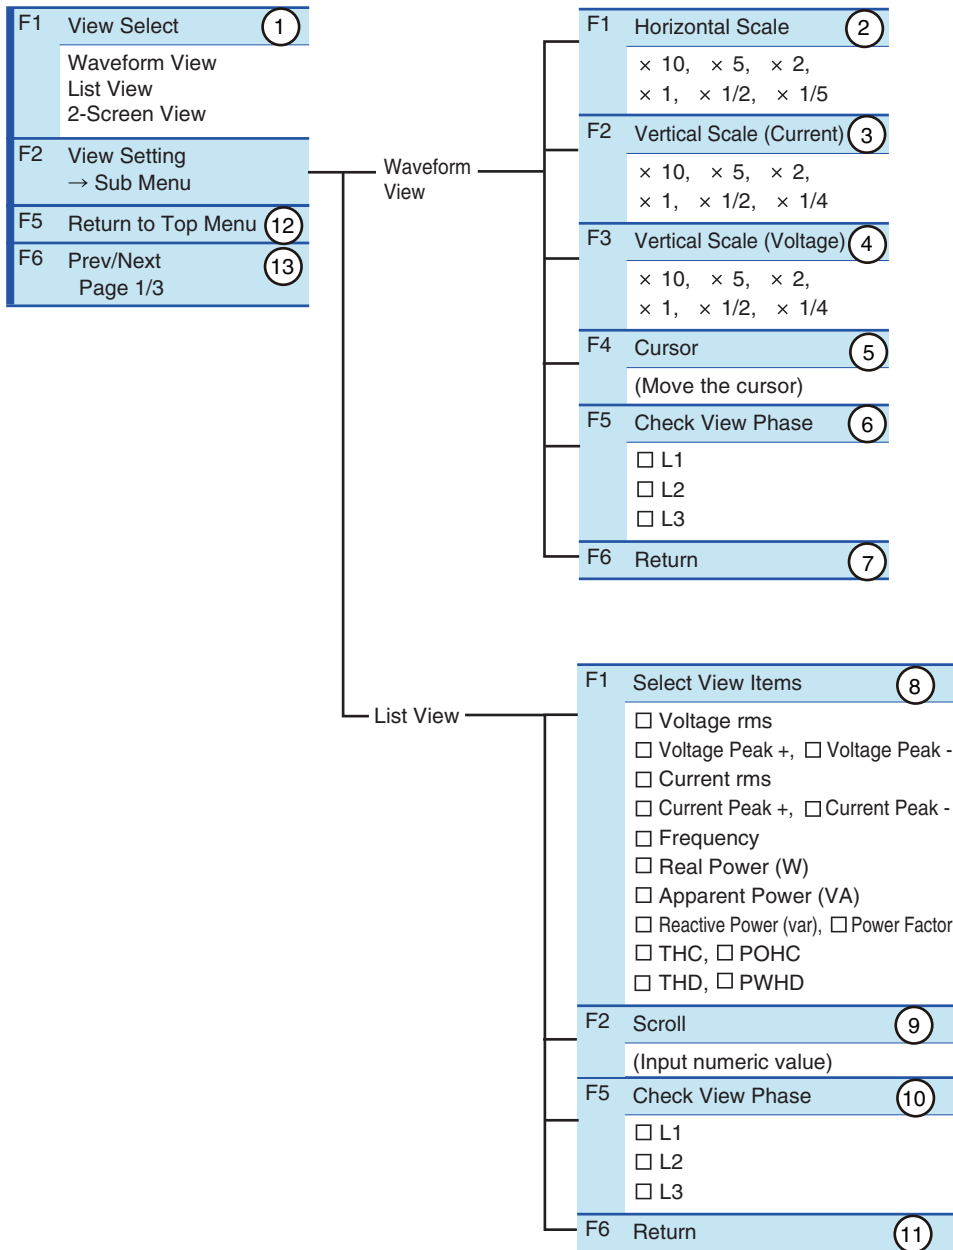 F1 View Select 1
Waveform View
List View
2-Screen View
F2 View Setting
→ Sub Menu
F5 Return to Top Menu 12
F6 Prev/Next 13
Page 1/3
Waveform
View
F1 Horizontal Scale 2
× 10, × 5, × 2,
× 1, × 1/2, × 1/5
F2 Vertical Scale (Current) 3
× 10, × 5, × 2,
× 1, × 1/2, × 1/4
F3 Vertical Scale (Voltage) 4
× 10, × 5, × 2,
× 1, × 1/2, × 1/4
F4 Cursor 5
(Move the cursor)
F5 Check View Phase 6
□ L1
□ L2
□ L3
F6 Return 7
List View
F1 Select View Items 8
□ Voltage rms
□ Voltage Peak +, □ Voltage Peak -
□ Current rms
□ Current Peak +, □ Current Peak -
□ Frequency
□ Real Power (W)
□ Apparent Power (VA)
□ Reactive Power (var), □ Power Factor
□ THC, □ POHC
□ THD, □ PWHD
F2 Scroll 9
(Input numeric value)
F5 Check View Phase 10
□ L1
□ L2
□ L3
F6 Return 11